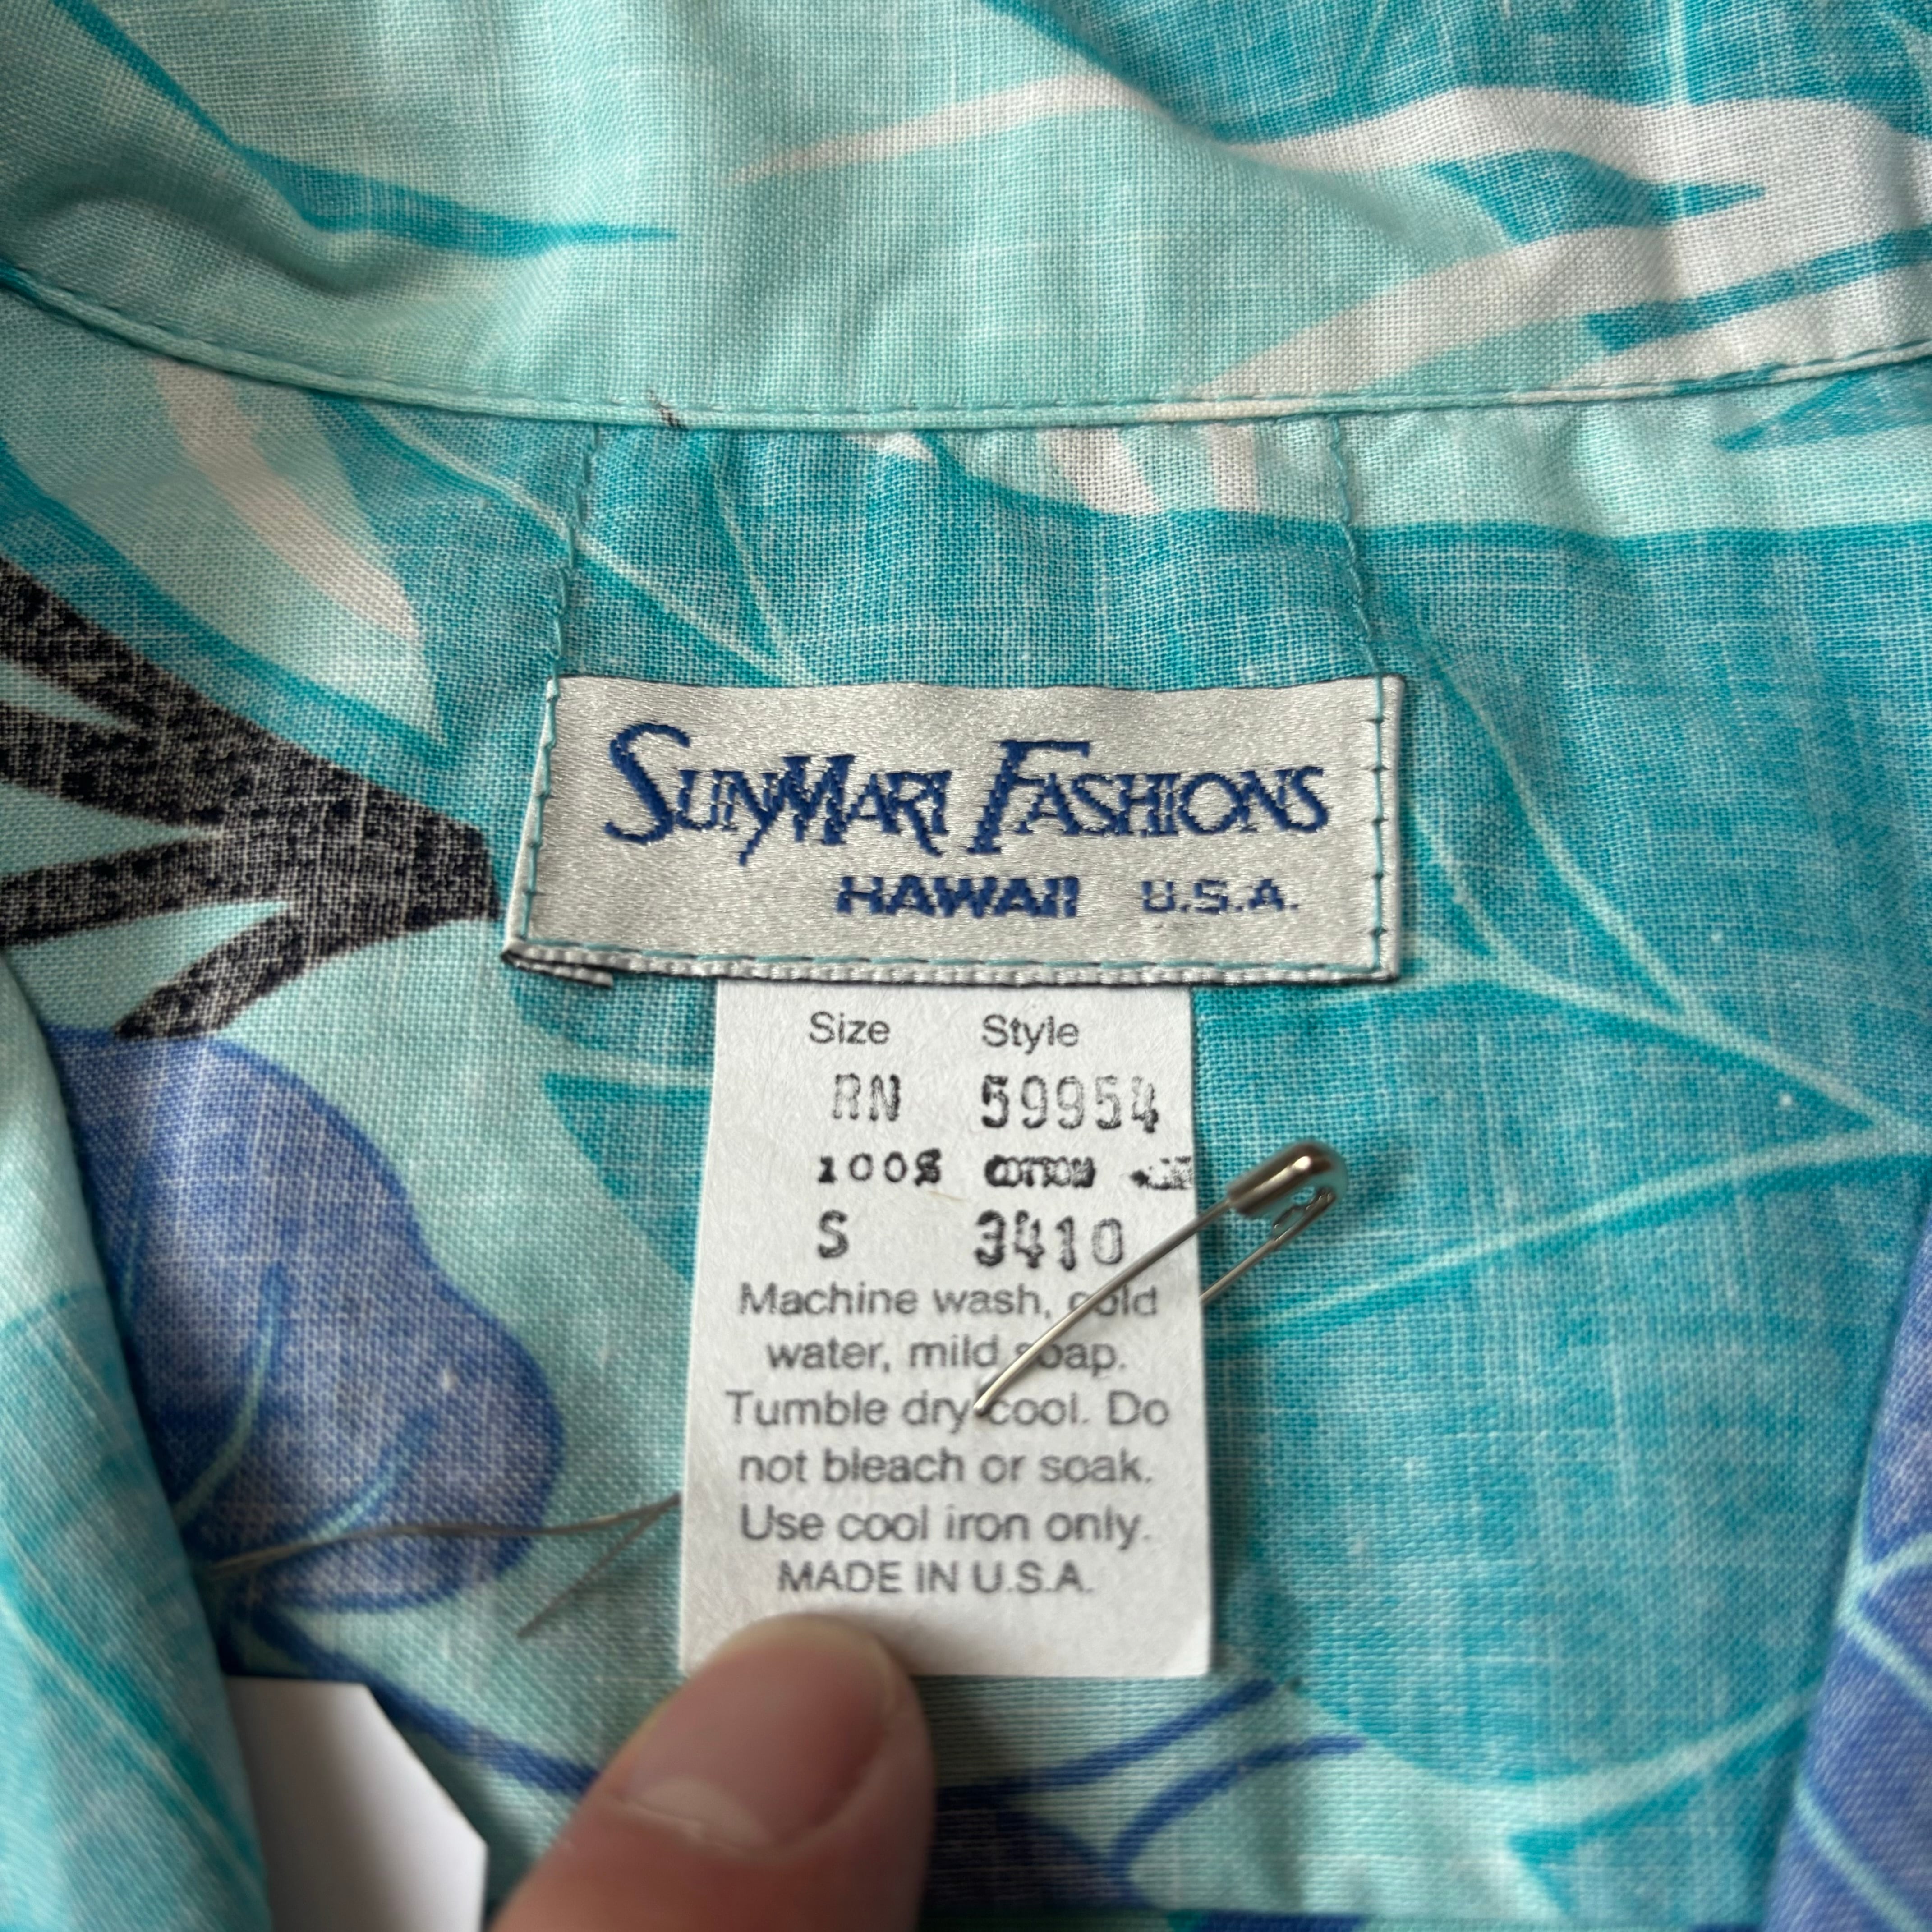 SunMari Fashions
HAWAII U.S.A.
Size Style
RN 59954
100% COTTON
S 3410
Machine wash, cold
water, mild soap.
Tumble dry cool. Do
not bleach or soak.
Use cool iron only.
MADE IN U.S.A.